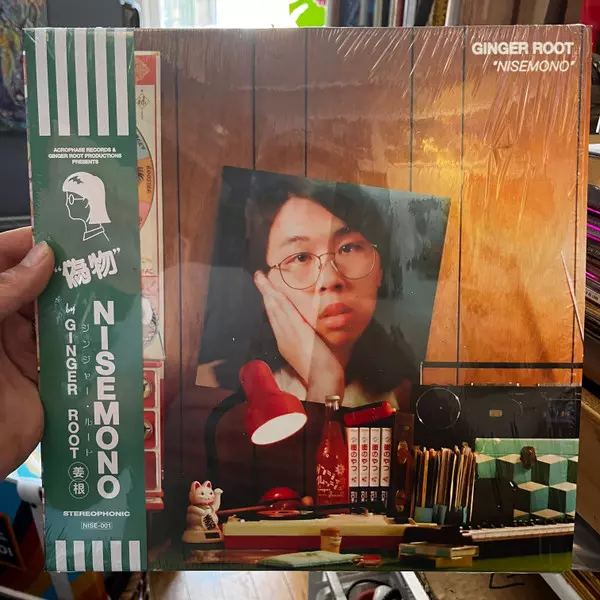 GINGER ROOT
"NISEMONO"
ACROPHASE RECORDS &
GINGER ROOT PRODUCTIONS
PRESENTS
"偽物"
NISEMONO
ジンジャー・ルート
GINGER ROOT
姜根
STEREOPHONIC
NISE-001